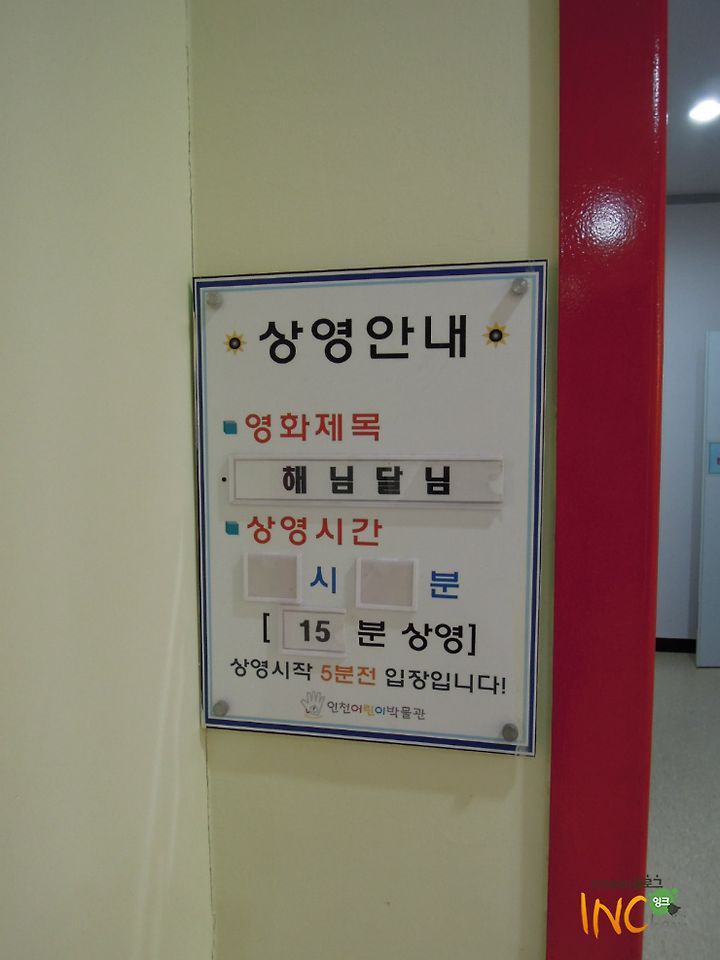 상영안내
영화제목
해님달님
상영시간
시 분
[ 15 분 상영]
상영시작 5분전 입장입니다!
인천어린이박물관
INC
잉크